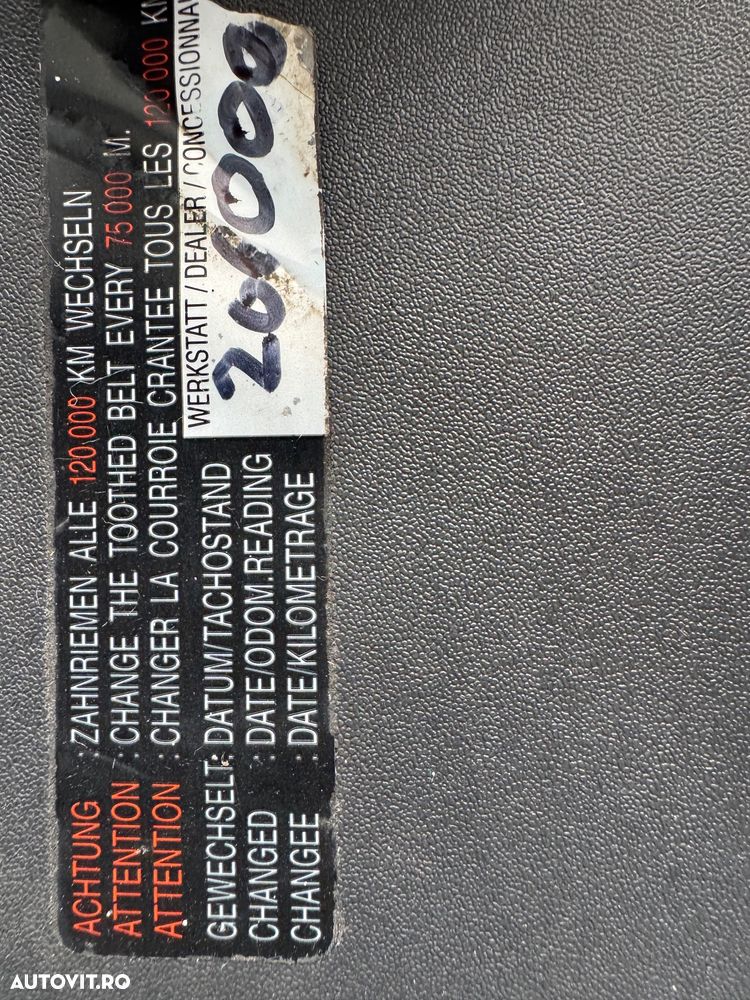 ACHTUNG : ZAHNRIEMEN ALLE 120 000 KM WECHSELN
ATTENTION : CHANGE THE TOOTHED BELT EVERY 75 000 M.
ATTENTION : CHANGER LA COURROIE CRANTEE TOUS LES 120 000 KM
WERKSTATT / DEALER / CONCESSIONNA
201000
GEWECHSELT: DATUM/TACHOSTAND
CHANGED : DATE/ODOM.READING
CHANGEE : DATE/KILOMETRAGE
AUTOVIT.RO